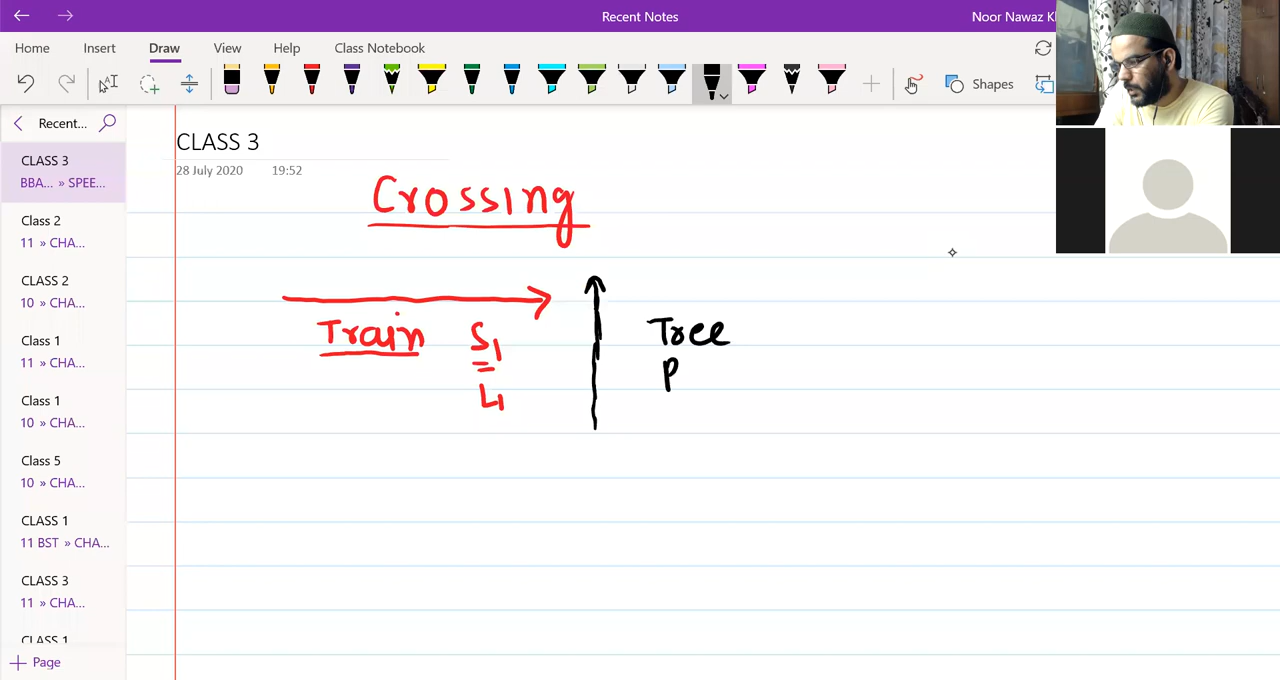 Recent Notes
Noor Nawaz Kh
Home Insert Draw View Help Class Notebook
Shapes
Recent...
CLASS 3
BBA... » SPEE...
Class 2
11 » CHA...
CLASS 2
10 » CHA...
Class 1
11 » CHA...
Class 1
10 » CHA...
Class 5
10 » CHA...
CLASS 1
11 BST » CHA...
CLASS 3
11 » CHA...
CLASS 1
Page
CLASS 3
28 July 2020 19:52
Crossing
Train S1
L1
Tree
P